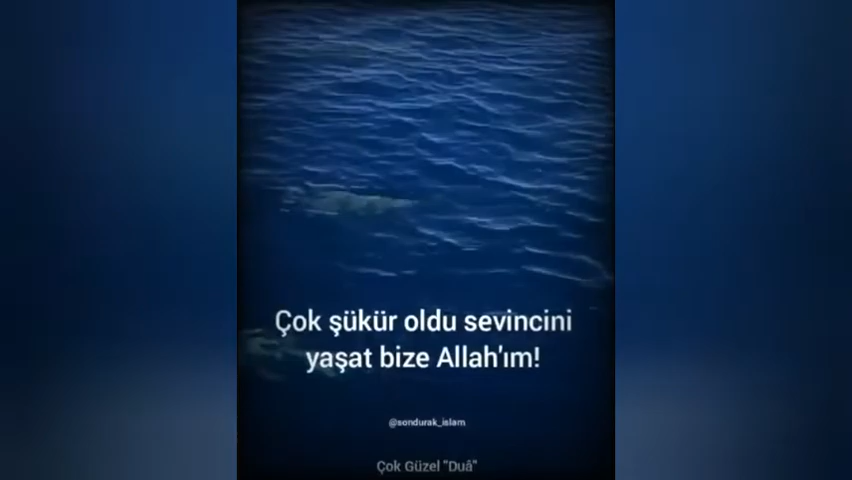 Çok şükür oldu sevincini
yaşat bize Allah'ım!
@sondurak_islam
Çok Güzel "Duâ"